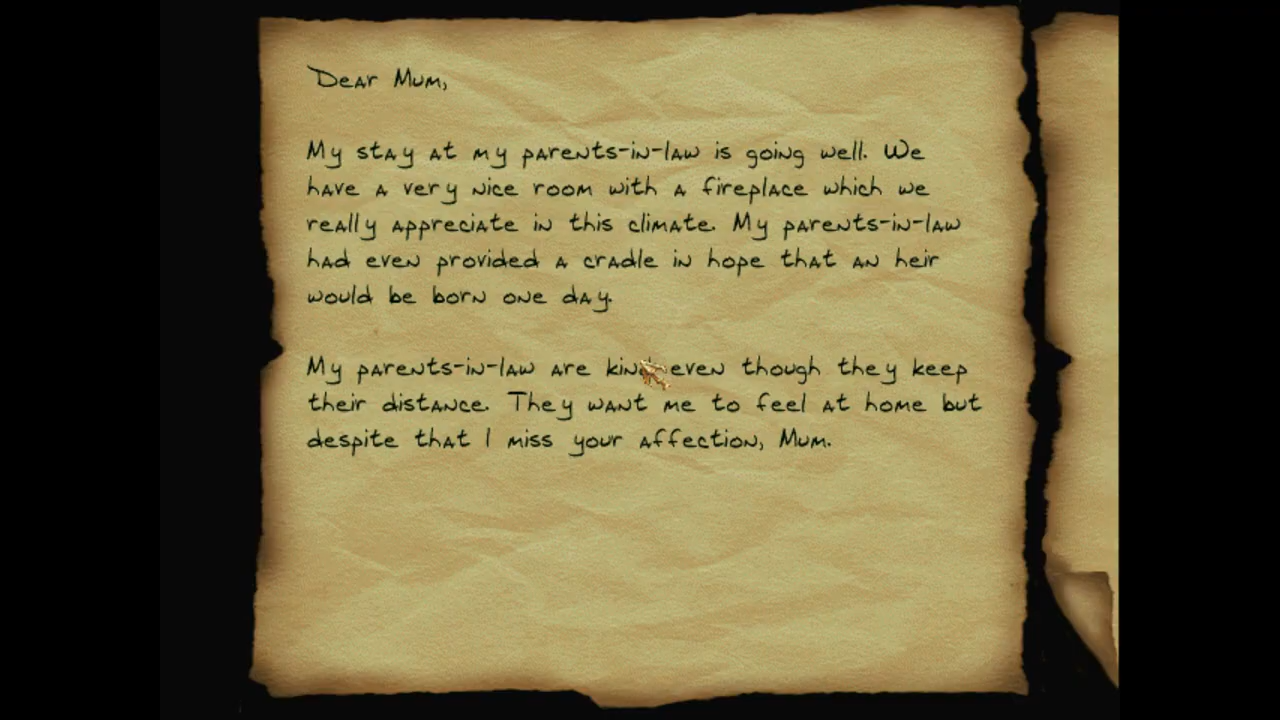 Dear Mum,
My stay at my parents-in-law is going well. We
have a very nice room with a fireplace which we
really appreciate in this climate. My parents-in-law
had even provided a cradle in hope that an heir
would be born one day.
My parents-in-law are kind even though they keep
their distance. They want me to feel at home but
despite that I miss your affection, Mum.